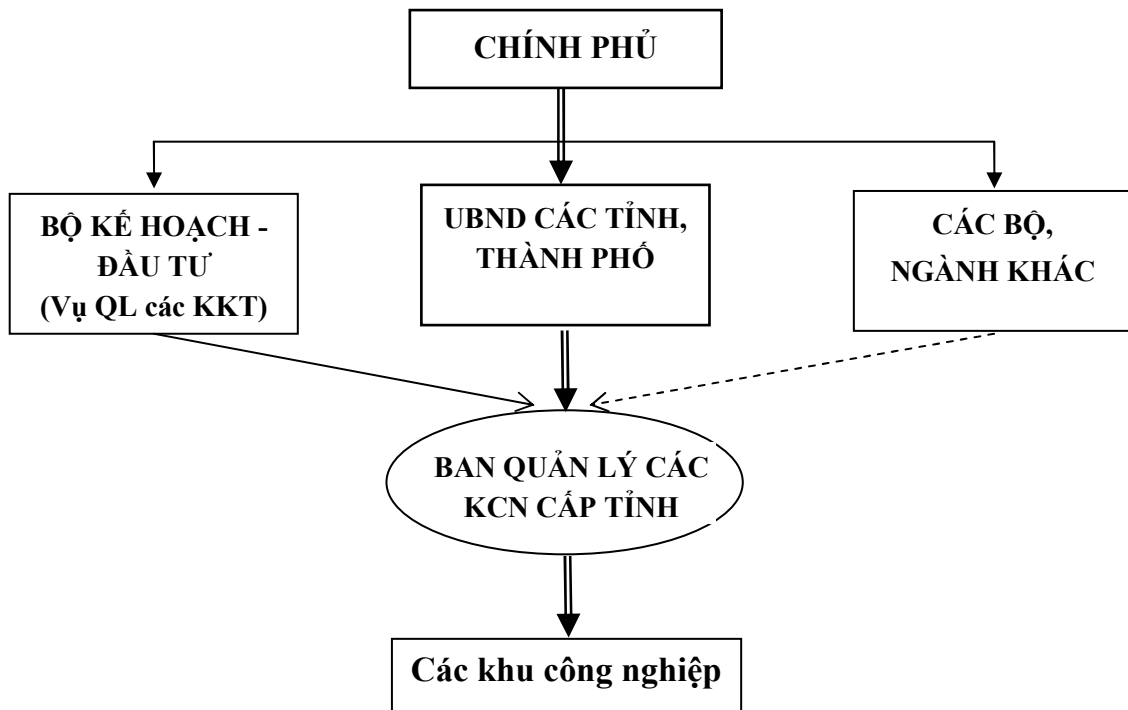 CHÍNH PHỦ
BỘ KẾ HOẠCH -
ĐẦU TƯ
(Vụ QL các KKT)
UBND CÁC TỈNH,
THÀNH PHỐ
CÁC BỘ,
NGÀNH KHÁC
BAN QUẢN LÝ CÁC
KCN CẤP TỈNH
Các khu công nghiệp